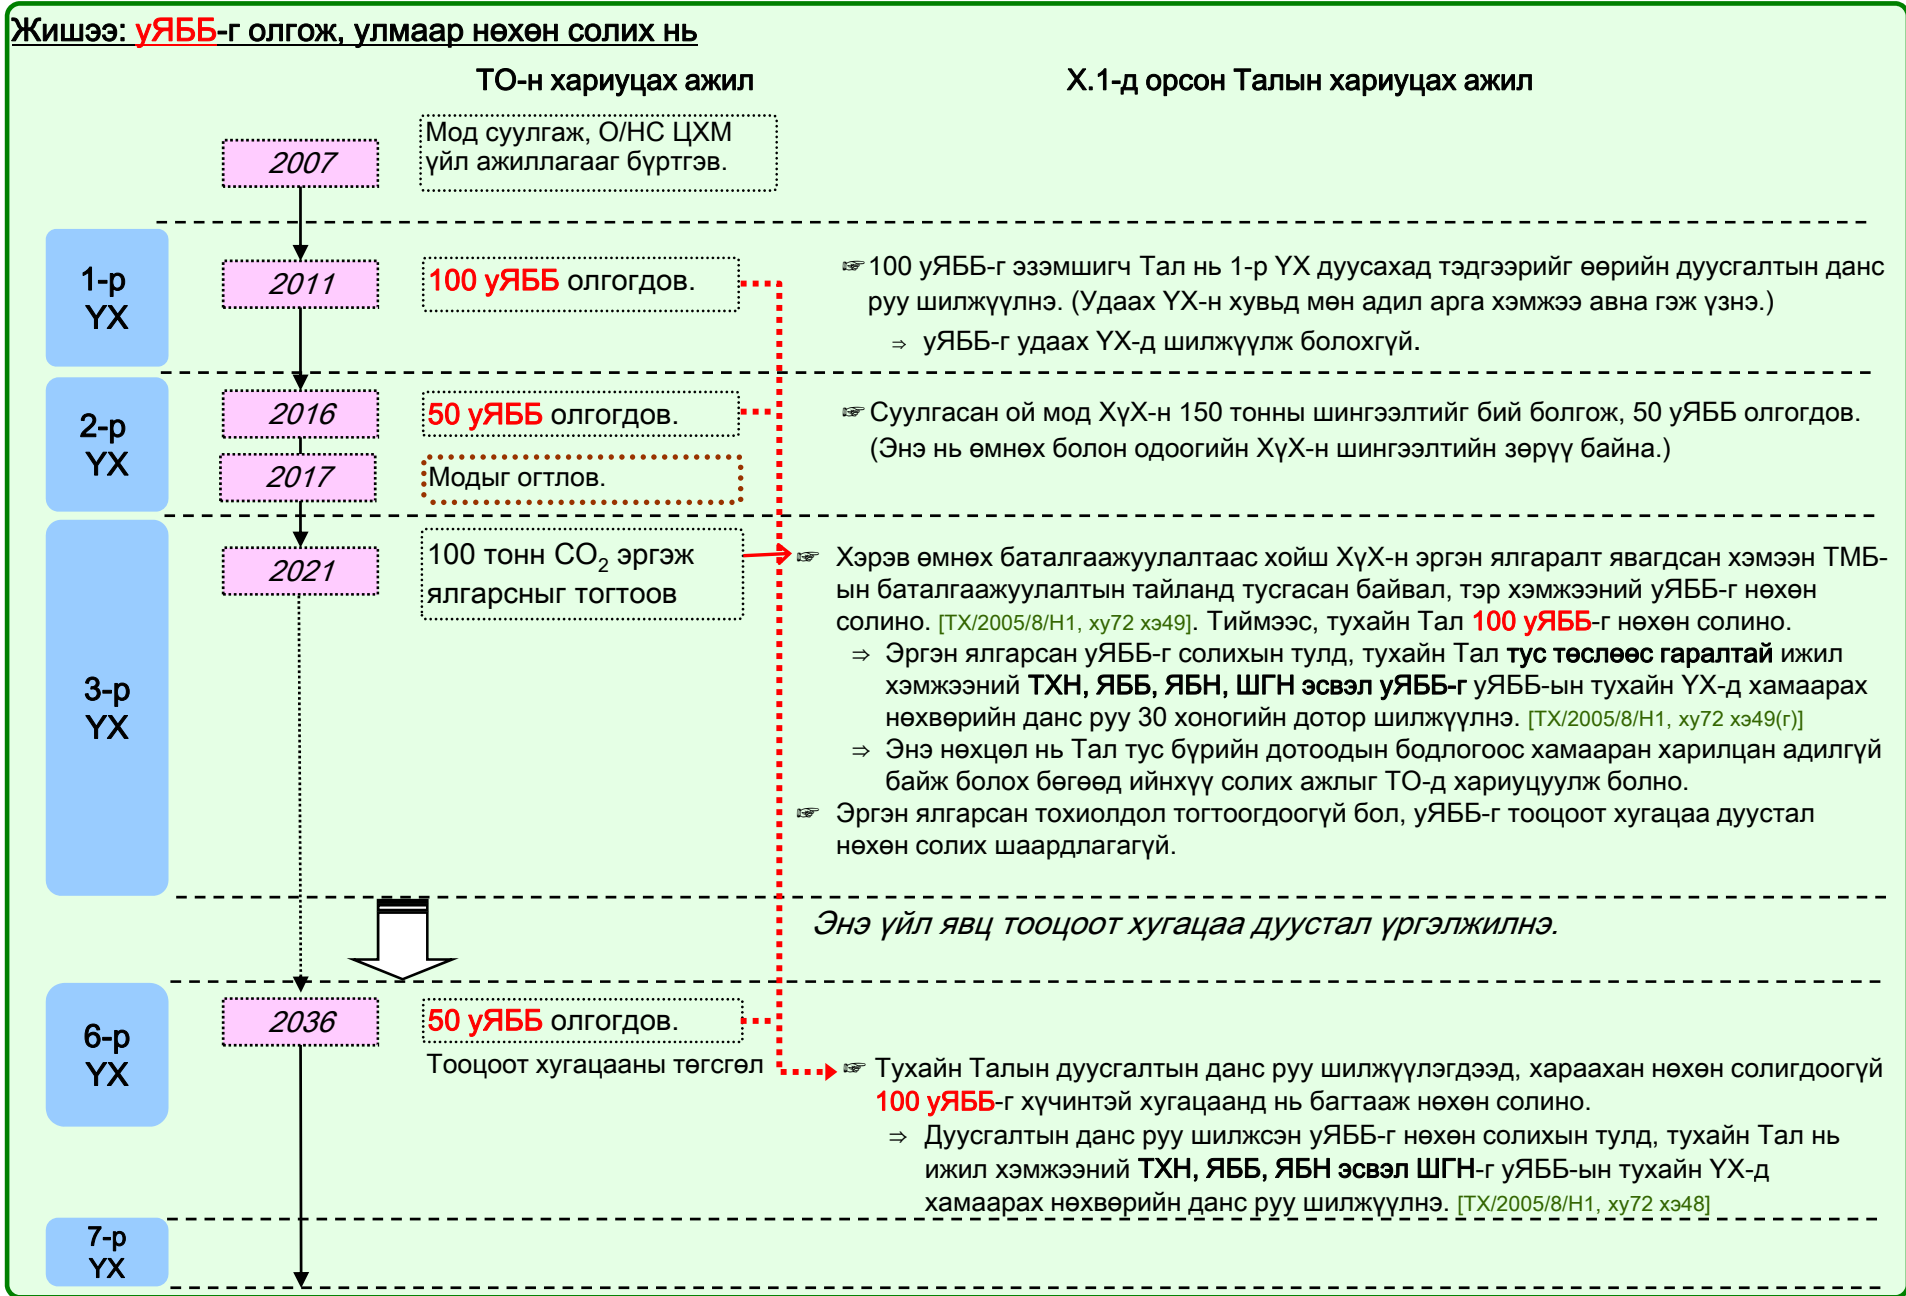 Жишээ: уЯББ-г олгож, улмаар нөхөн солих нь
ТО-н хариуцах ажил
Х.1-д орсон Талын хариуцах ажил
2007
Мод суулгаж, О/НС ЦХМ
үйл ажиллагааг бүртгэв.
1-р
ҮХ
2011
100 уЯББ олгогдов.
☞ 100 уЯББ-г эзэмшигч Тал нь 1-р ҮХ дуусахад тэдгээрийг өөрийн дуусгалтын данс
руу шилжүүлнэ. (Удаах ҮХ-н хувьд мөн адил арга хэмжээ авна гэж үзнэ.)
⇒ уЯББ-г удаах ҮХ-д шилжүүлж болохгүй.
2-р
ҮХ
2016
50 уЯББ олгогдов.
☞ Суулгасан ой мод ХүХ-н 150 тонны шингээлтийг бий болгож, 50 уЯББ олгогдов.
(Энэ нь өмнөх болон одоогийн ХүХ-н шингээлтийн зөрүү байна.)
2017
Модыг огтлов.
3-р
ҮХ
2021
100 тонн CO2 эргэж
ялгарсныг тогтоов
☞ Хэрэв өмнөх баталгаажуулалтаас хойш ХүХ-н эргэн ялгаралт явагдсан хэмээн ТМБ-
ын баталгаажуулалтын тайланд тусгасан байвал, тэр хэмжээний уЯББ-г нөхөн
солино. [ТХ/2005/8/Н1, ху72 хэ49]. Тиймээс, тухайн Тал 100 уЯББ-г нөхөн солино.
⇒ Эргэн ялгарсан уЯББ-г солихын тулд, тухайн Тал тус төслөөс гаралтай ижил
хэмжээний ТХН, ЯББ, ЯБН, ШГН эсвэл уЯББ-г уЯББ-ын тухайн ҮХ-д хамаарах
нөхвөрийн данс руу 30 хоногийн дотор шилжүүлнэ. [ТХ/2005/8/Н1, ху72 хэ49(г)]
⇒ Энэ нөхцөл нь Тал тус бүрийн дотоодын бодлогоос хамааран харилцан адилгүй
байж болох бөгөөд ийнхүү солих ажлыг ТО-д хариуцуулж болно.
☞ Эргэн ялгарсан тохиолдол тогтоогдоогүй бол, уЯББ-г тооцоот хугацаа дуустал
нөхөн солих шаардлагагүй.
Энэ үйл явц тооцоот хугацаа дуустал үргэлжилнэ.
6-р
ҮХ
2036
50 уЯББ олгогдов.
Тооцоот хугацааны төгсгөл
☞ Тухайн Талын дуусгалтын данс руу шилжүүлэгдээд, хараахан нөхөн солигдоогүй
100 уЯББ-г хүчинтэй хугацаанд нь багтааж нөхөн солино.
⇒ Дуусгалтын данс руу шилжсэн уЯББ-г нөхөн солихын тулд, тухайн Тал нь
ижил хэмжээний ТХН, ЯББ, ЯБН эсвэл ШГН-г уЯББ-ын тухайн ҮХ-д
хамаарах нөхвөрийн данс руу шилжүүлнэ. [ТХ/2005/8/Н1, ху72 хэ48]
7-р
ҮХ